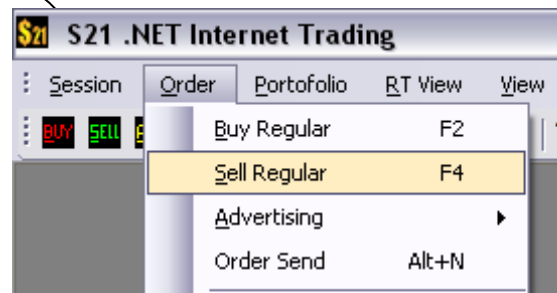 $21 S21 .NET Internet Trading
Session Order Portofolio RT View View
BUY SELL
Buy Regular F2
Sell Regular F4
Advertising
Order Send Alt+N